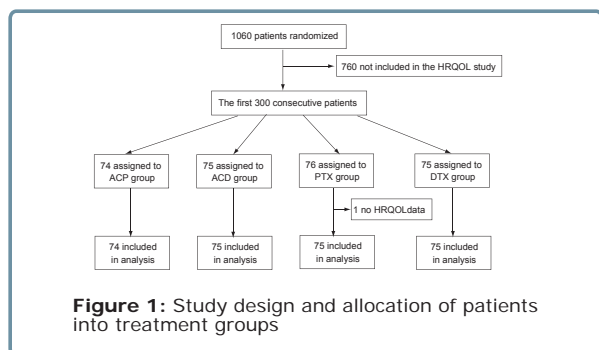 1060 patients randomized
760 not included in the HRQOL study
The first 300 consecutive patients
74 assigned to
ACP group
75 assigned to
ACD group
76 assigned to
PTX group
75 assigned to
DTX group
1 no HRQOLdata
74 included
in analysis
75 included
in analysis
75 included
in analysis
75 included
in analysis
Figure 1: Study design and allocation of patients
into treatment groups